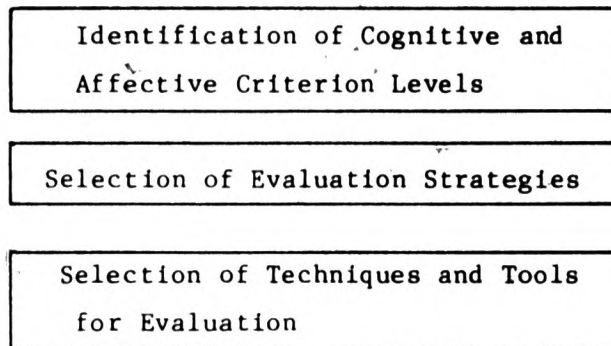 Identification of Cognitive and
Affective Criterion Levels
Selection of Evaluation Strategies
Selection of Techniques and Tools
for Evaluation